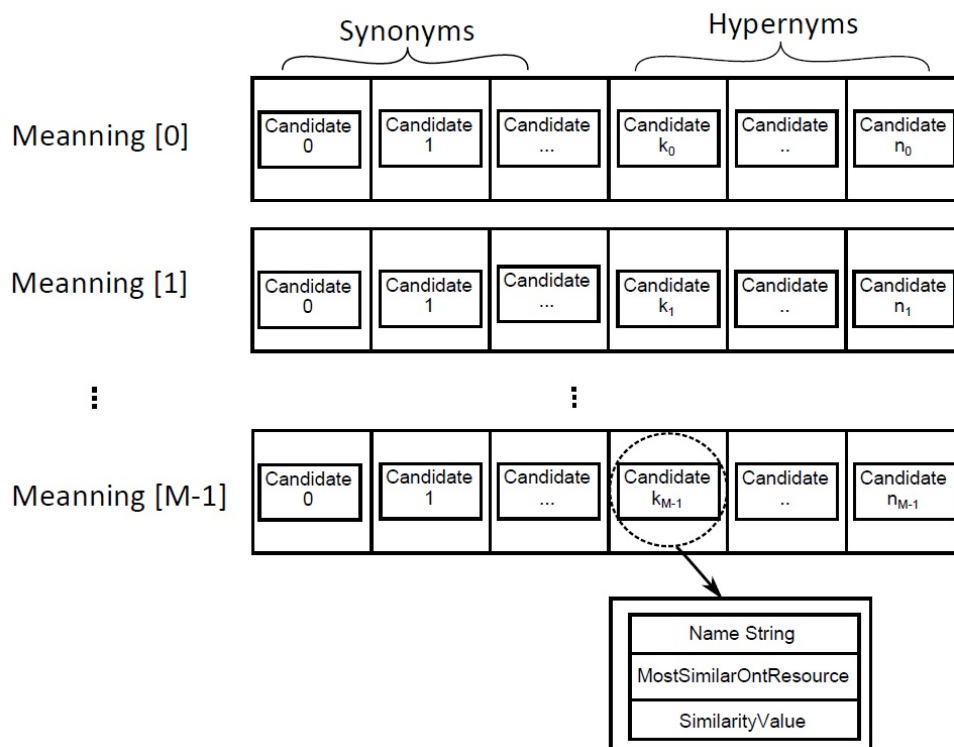 Synonyms Hypernyms
Meanning [0]
Candidate 0
Candidate 1
Candidate ...
Candidate k₀
Candidate ..
Candidate n₀
Meanning [1]
Candidate 0
Candidate 1
Candidate ...
Candidate k₁
Candidate ..
Candidate n₁
⋮ ⋮
Meanning [M-1]
Candidate 0
Candidate 1
Candidate ...
Candidate kM-1
Candidate ..
Candidate nM-1
Name String
MostSimilarOntResource
SimilarityValue